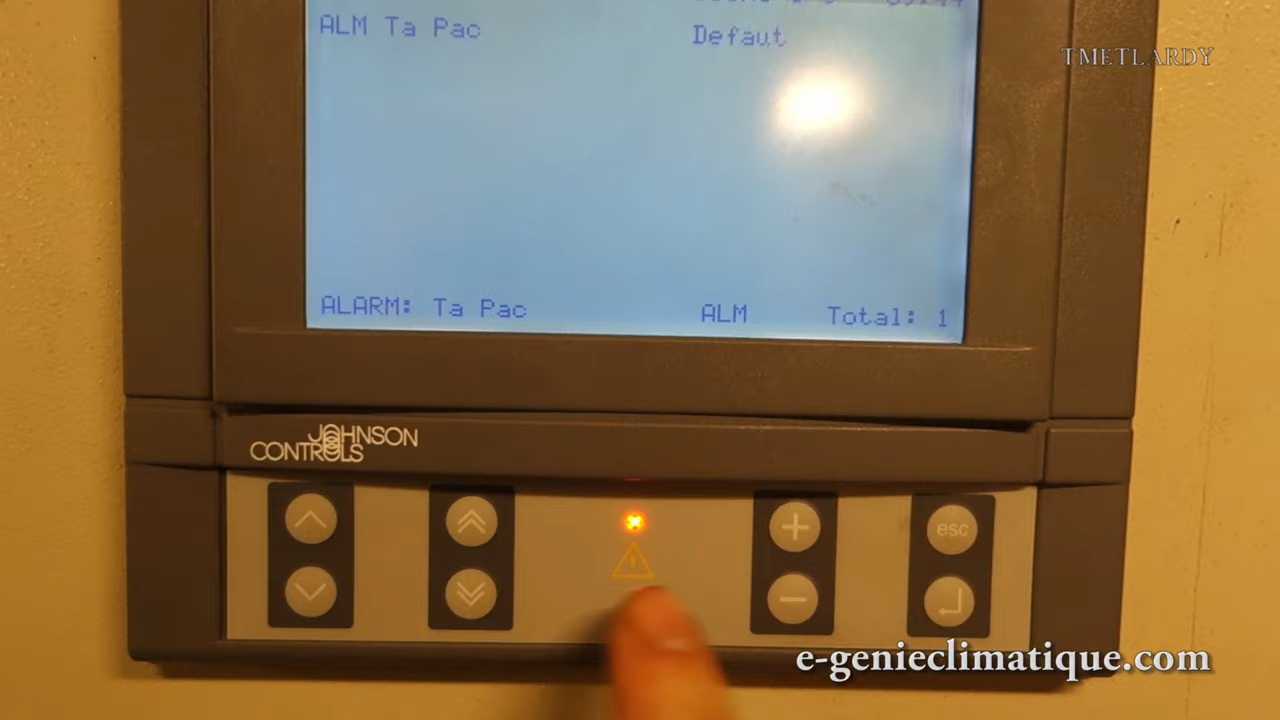 ALM Ta Pac
Defaut
TMETLARDY
ALARM: Ta Pac ALM Total: 1
JOHNSON
CONTROLS
esc
e-genieclimatique.com